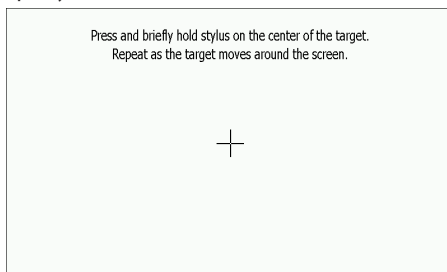 Press and briefly hold stylus on the center of the target.
Repeat as the target moves around the screen.